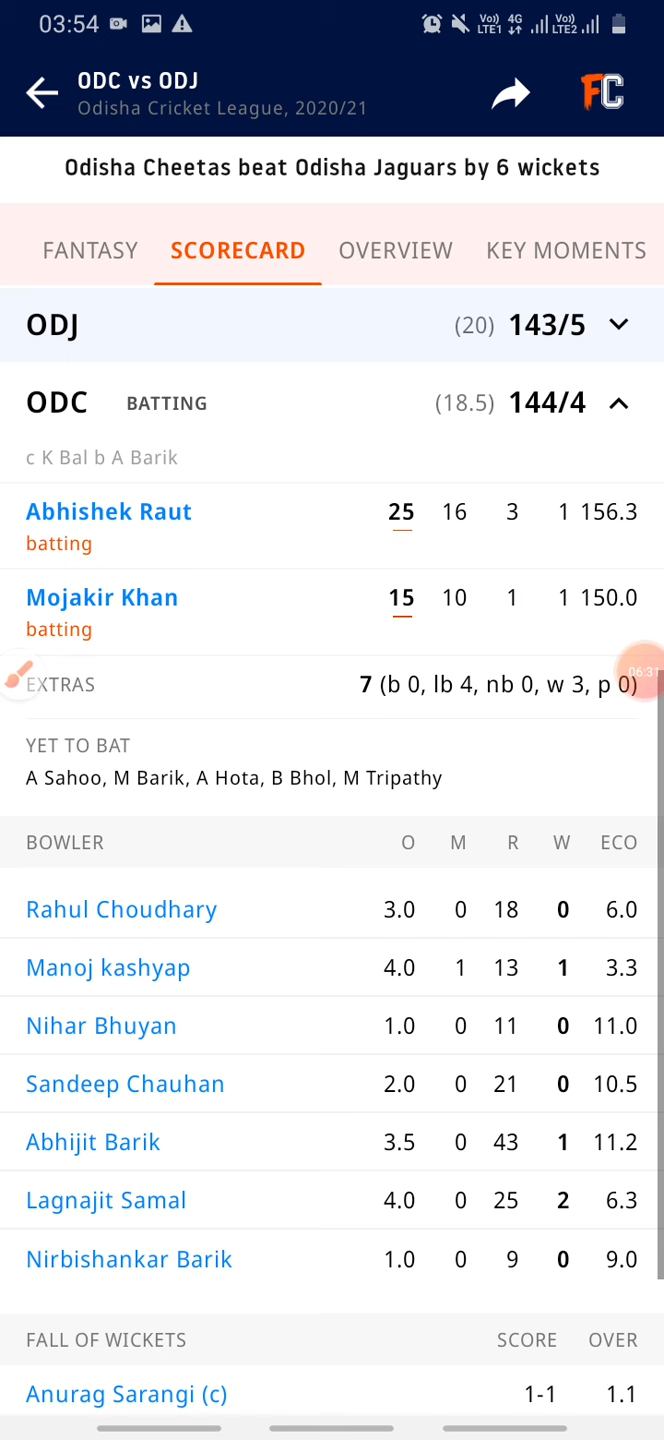 03:54 Vo)) LTE1 4G Vo)) LTE2
ODC vs ODJ
Odisha Cricket League, 2020/21
FC
Odisha Cheetas beat Odisha Jaguars by 6 wickets
FANTASY SCORECARD OVERVIEW KEY MOMENTS
ODJ (20) 143/5
ODC BATTING (18.5) 144/4
c K Bal b A Barik
Abhishek Raut 25 16 3 1 156.3
batting
Mojakir Khan 15 10 1 1 150.0
batting
06:31
EXTRAS 7 (b 0, lb 4, nb 0, w 3, p 0)
YET TO BAT
A Sahoo, M Barik, A Hota, B Bhol, M Tripathy
BOWLER O M R W ECO
Rahul Choudhary 3.0 0 18 0 6.0
Manoj kashyap 4.0 1 13 1 3.3
Nihar Bhuyan 1.0 0 11 0 11.0
Sandeep Chauhan 2.0 0 21 0 10.5
Abhijit Barik 3.5 0 43 1 11.2
Lagnajit Samal 4.0 0 25 2 6.3
Nirbishankar Barik 1.0 0 9 0 9.0
FALL OF WICKETS SCORE OVER
Anurag Sarangi (c) 1-1 1.1